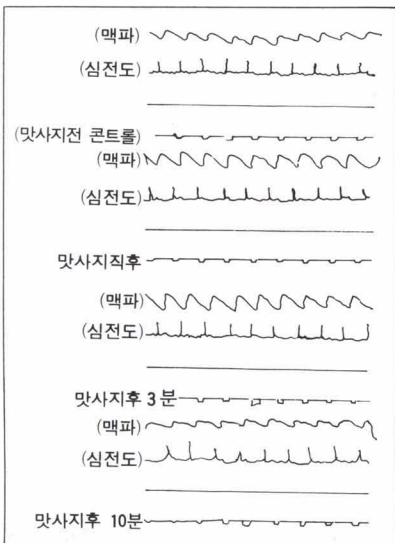 (맥파)
(심전도)
(맛사지전 콘트롤)
(맥파)
(심전도)
맛사지직후
(맥파)
(심전도)
맛사지후 3분
(맥파)
(심전도)
맛사지후 10분